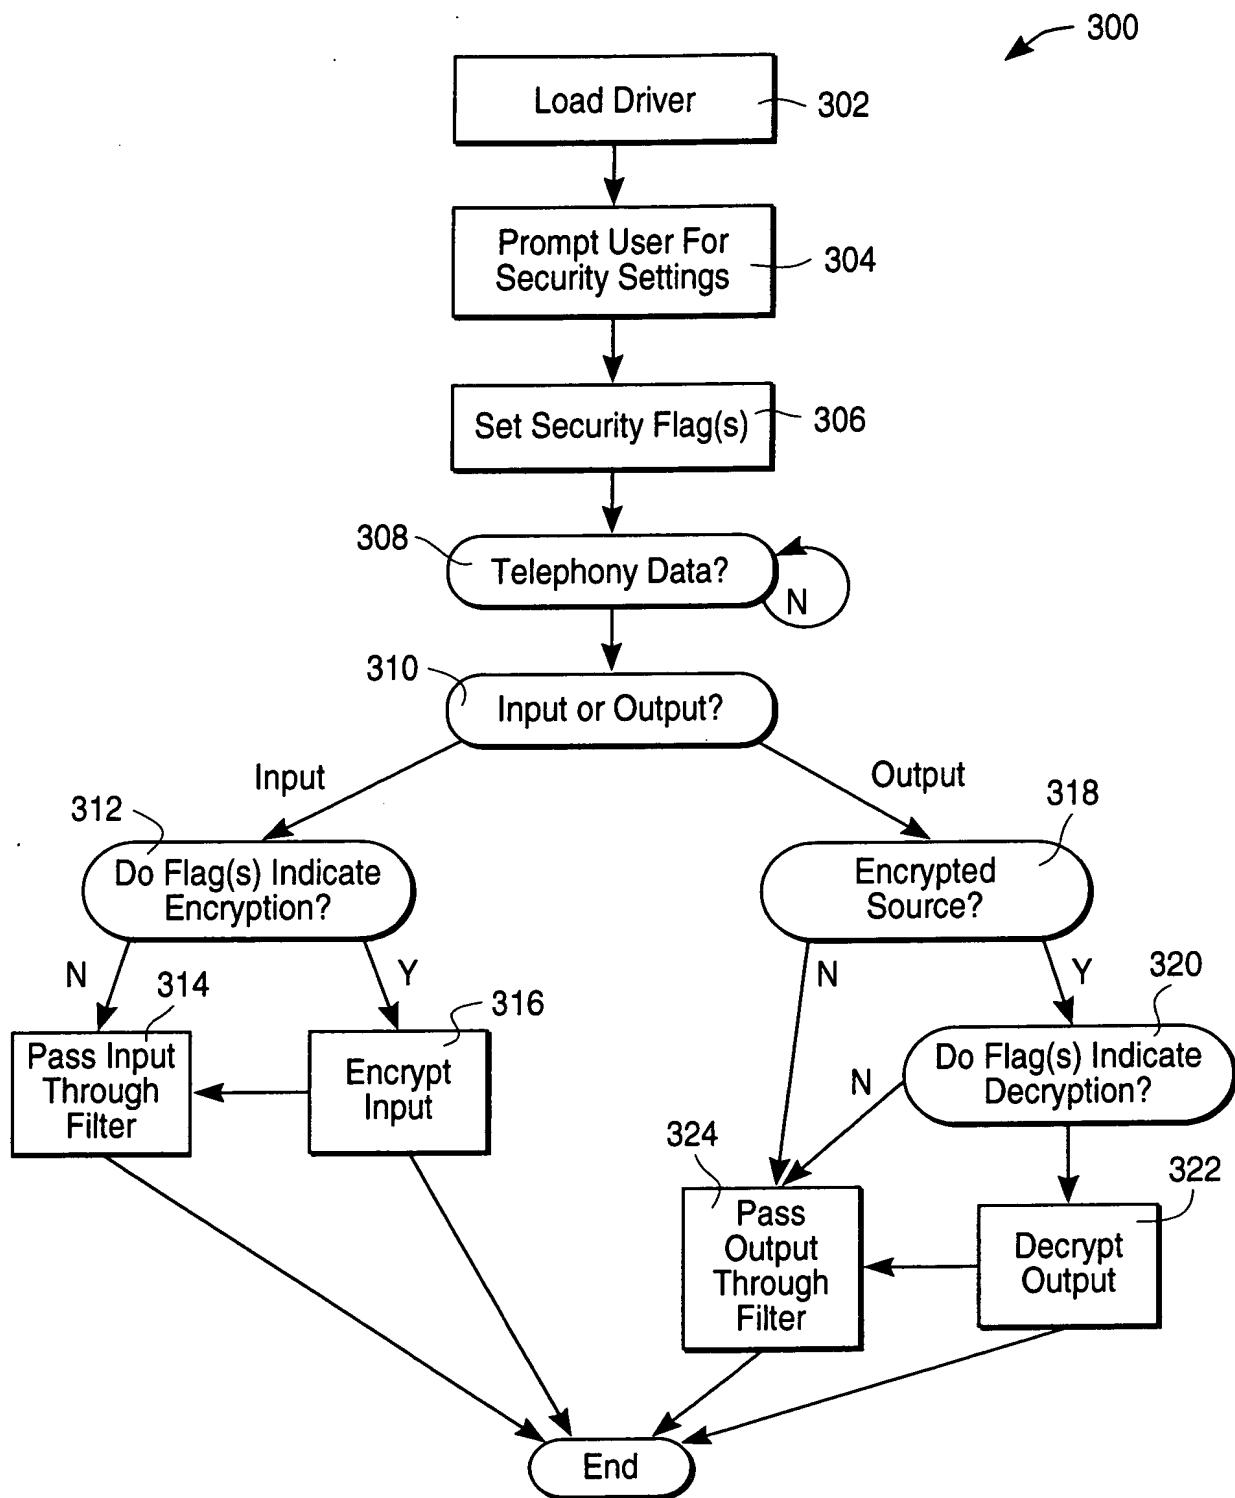 300
Load Driver
302
Prompt User For
Security Settings
304
Set Security Flag(s)
306
308
Telephony Data?
N
310
Input or Output?
Input
Output
312
318
Do Flag(s) Indicate
Encryption?
Encrypted
Source?
N
Y
N
Y
314
316
320
Pass Input
Through
Filter
Encrypt
Input
Do Flag(s) Indicate
Decryption?
N
324
322
Pass
Output
Through
Filter
Decrypt
Output
End